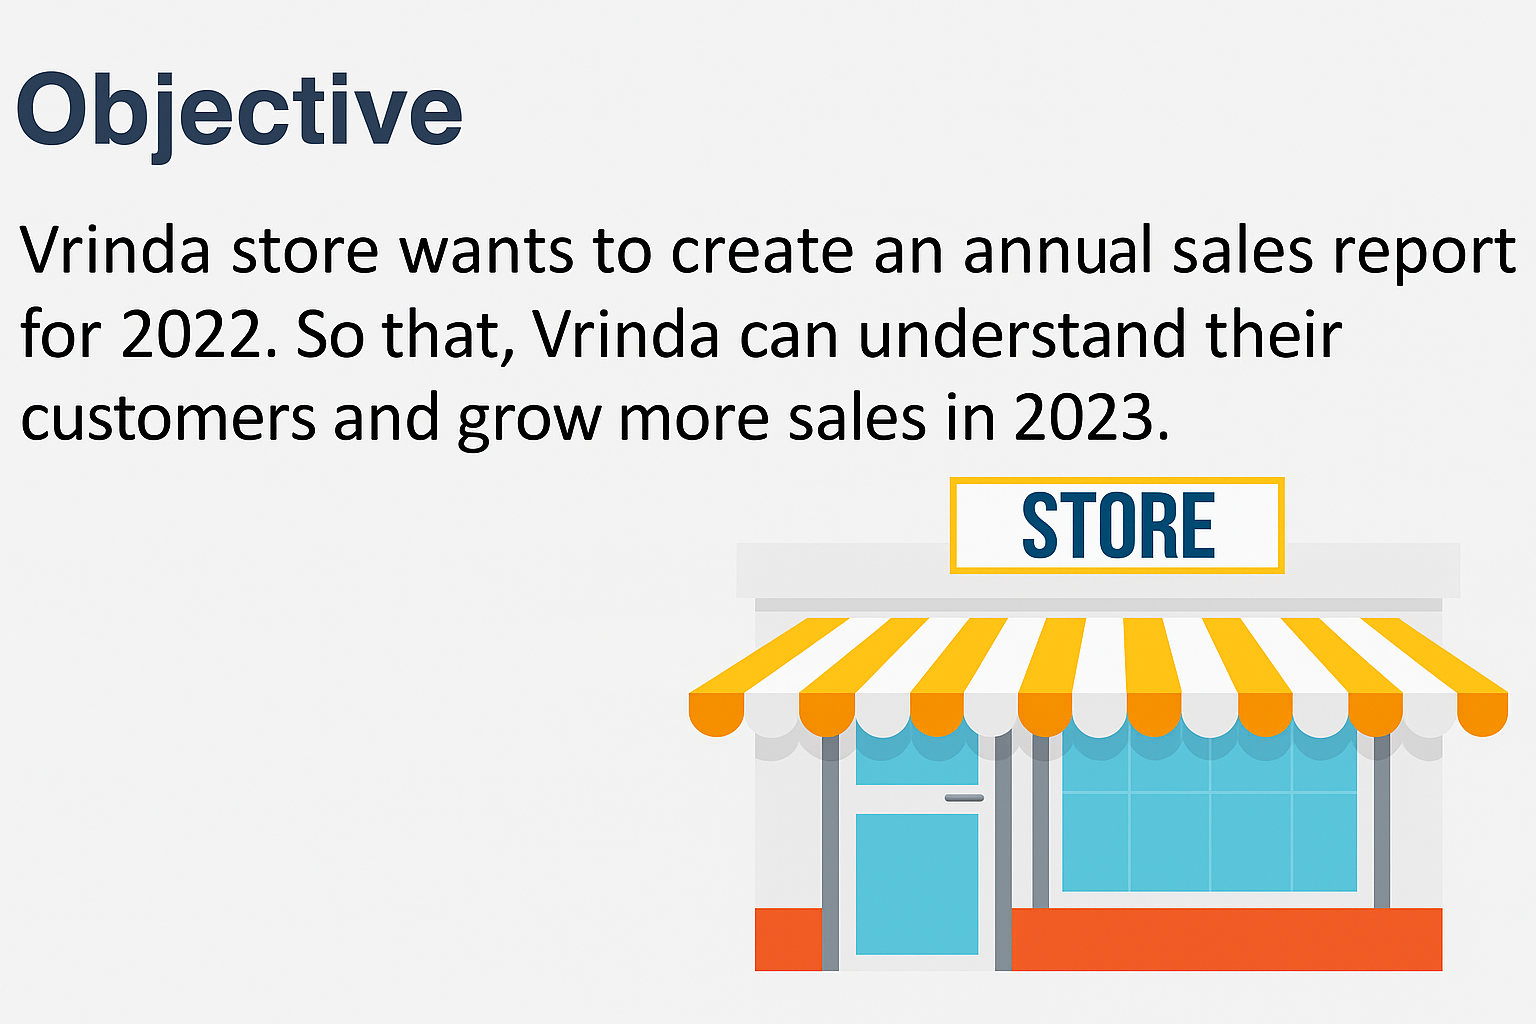 Objective
Vrinda store wants to create an annual sales report
for 2022. So that, Vrinda can understand their
customers and grow more sales in 2023.
STORE